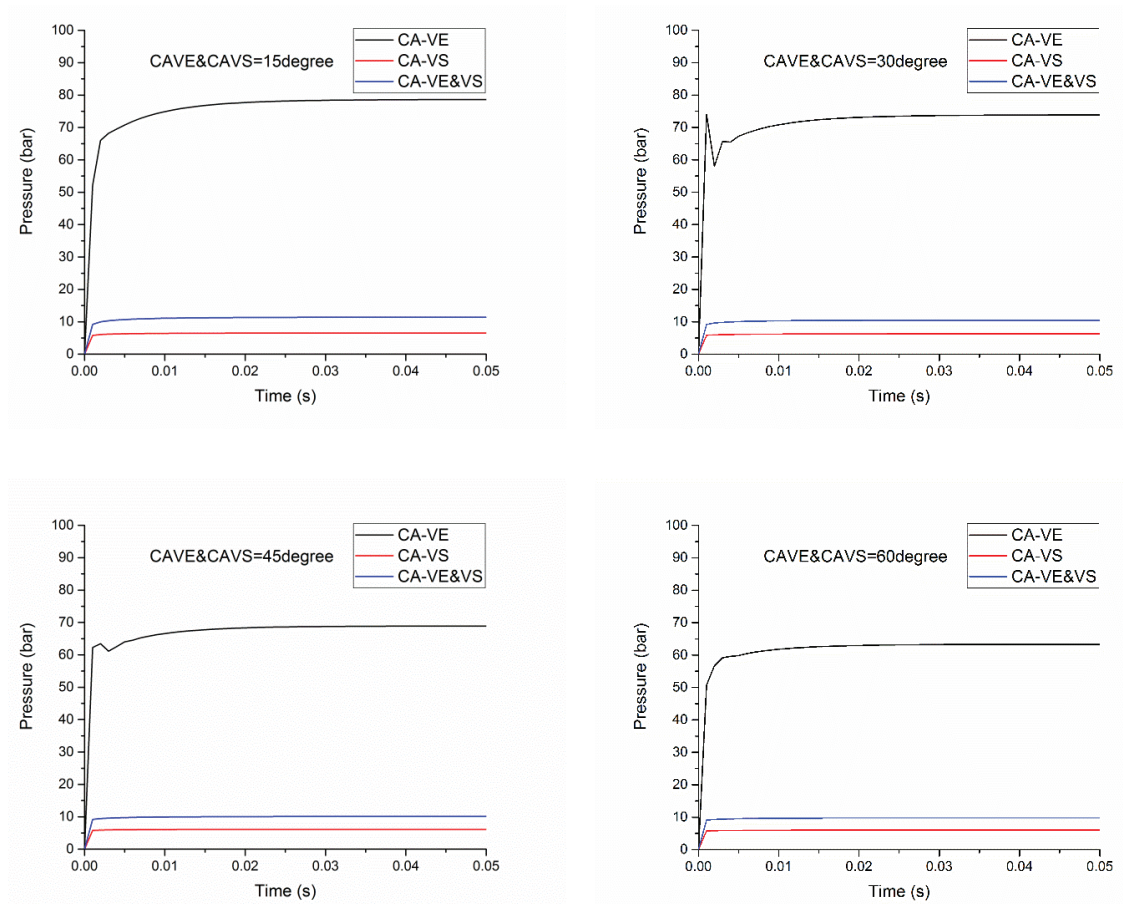 100
90
80
70
60
50
40
30
20
10
0
Pressure (bar)
CAVE&CAVS=15degree
CA-VE
CA-VS
CA-VE&VS
0.00 0.01 0.02 0.03 0.04 0.05
Time (s)
100
90
80
70
60
50
40
30
20
10
0
Pressure (bar)
CAVE&CAVS=30degree
CA-VE
CA-VS
CA-VE&VS
0.00 0.01 0.02 0.03 0.04 0.05
Time (s)
100
90
80
70
60
50
40
30
20
10
0
Pressure (bar)
CAVE&CAVS=45degree
CA-VE
CA-VS
CA-VE&VS
0.00 0.01 0.02 0.03 0.04 0.05
Time (s)
100
90
80
70
60
50
40
30
20
10
0
Pressure (bar)
CAVE&CAVS=60degree
CA-VE
CA-VS
CA-VE&VS
0.00 0.01 0.02 0.03 0.04 0.05
Time (s)